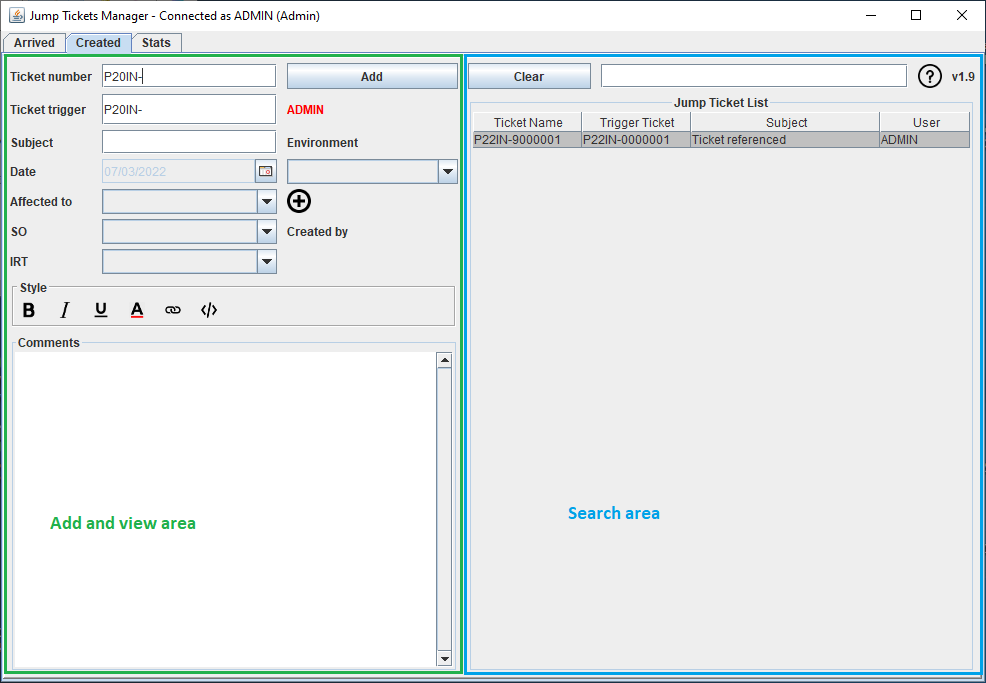 Jump Tickets Manager - Connected as ADMIN (Admin)
Arrived Created Stats
Ticket number P20IN- Add
Ticket trigger P20IN- ADMIN
Subject Environment
Date 07/03/2022
Affected to
SO Created by
IRT
Style
B I U A </>
Comments
Add and view area
Clear v1.9
Jump Ticket List
Ticket Name Trigger Ticket Subject User
P22IN-9000001 P22IN-0000001 Ticket referenced ADMIN
Search area